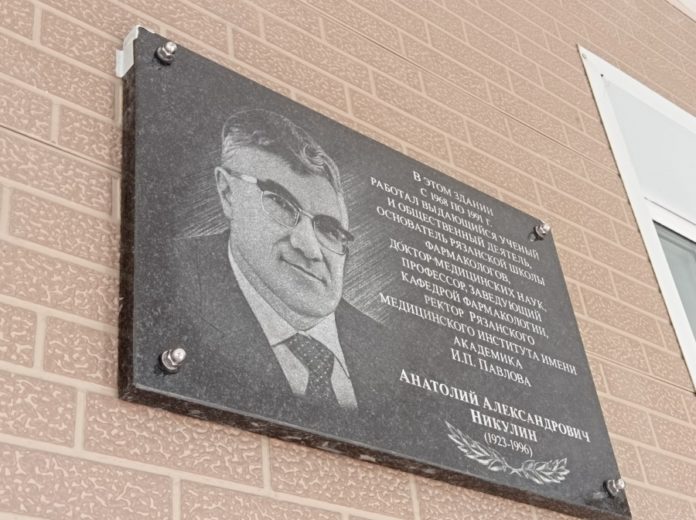 В ЭТОМ ЗДАНИИ
С 1968 ПО 1991 Г.
РАБОТАЛ ВЫДАЮЩИЙСЯ УЧЕНЫЙ
И ОБЩЕСТВЕННЫЙ ДЕЯТЕЛЬ,
ОСНОВАТЕЛЬ РЯЗАНСКОЙ ШКОЛЫ
ФАРМАКОЛОГОВ,
ДОКТОР МЕДИЦИНСКИХ НАУК,
ПРОФЕССОР, ЗАВЕДУЮЩИЙ
КАФЕДРОЙ ФАРМАКОЛОГИИ,
РЕКТОР РЯЗАНСКОГО
МЕДИЦИНСКОГО ИНСТИТУТА ИМЕНИ
АКАДЕМИКА
И.П. ПАВЛОВА
АНАТОЛИЙ АЛЕКСАНДРОВИЧ
НИКУЛИН
(1923-1996)